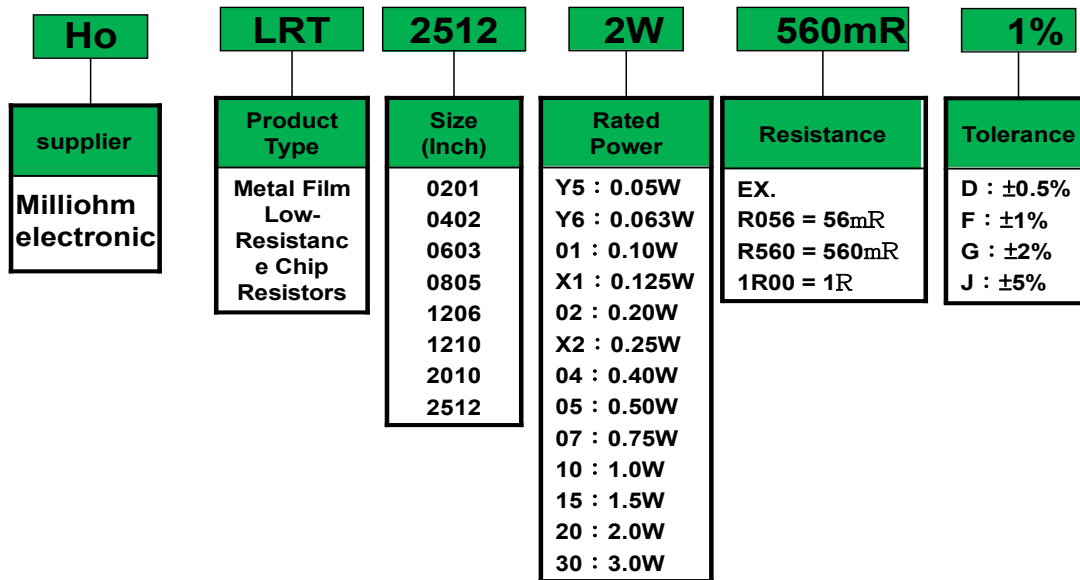 Ho LRT 2512 2W 560mR 1%
supplier
Milliohm
electronic
Product
Type
Metal Film
Low-
Resistanc
e Chip
Resistors
Size
(Inch)
0201
0402
0603
0805
1206
1210
2010
2512
Rated
Power
Y5：0.05W
Y6：0.063W
01：0.10W
X1：0.125W
02：0.20W
X2：0.25W
04：0.40W
05：0.50W
07：0.75W
10：1.0W
15：1.5W
20：2.0W
30：3.0W
Resistance
EX.
R056 = 56mR
R560 = 560mR
1R00 = 1R
Tolerance
D：±0.5%
F：±1%
G：±2%
J：±5%